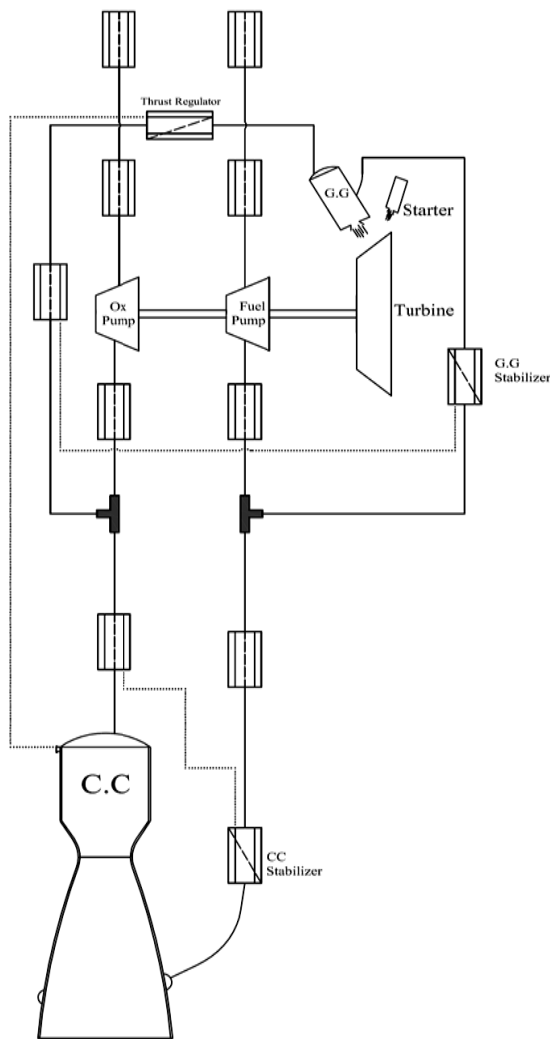 Thrust Regulator
G.G
Starter
Ox
Pump
Fuel
Pump
Turbine
G.G
Stabilizer
C.C
CC
Stabilizer